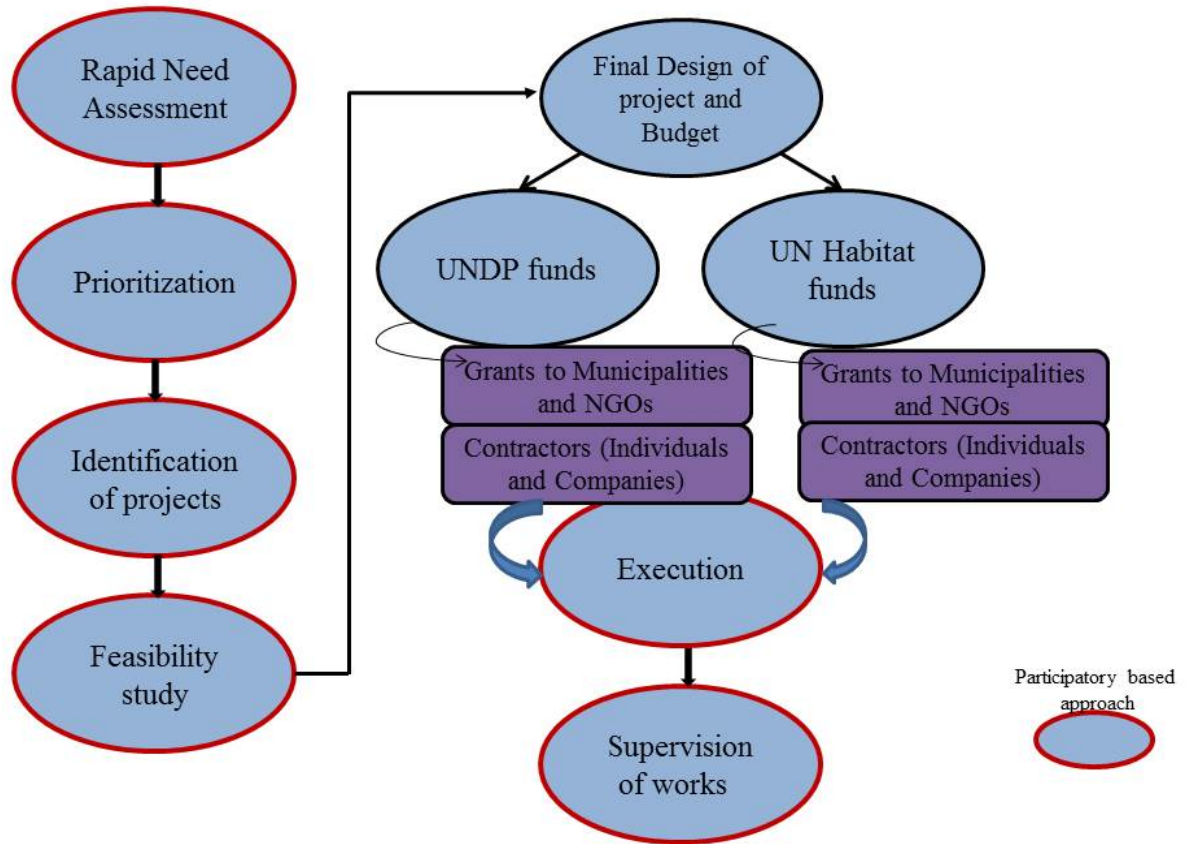 Rapid Need
Assessment
Prioritization
Identification
of projects
Feasibility
study
Final Design of
project and
Budget
UNDP funds
UN Habitat
funds
Grants to Municipalities
and NGOs
Contractors (Individuals
and Companies)
Grants to Municipalities
and NGOs
Contractors (Individuals
and Companies)
Execution
Supervision
of works
Participatory based
approach